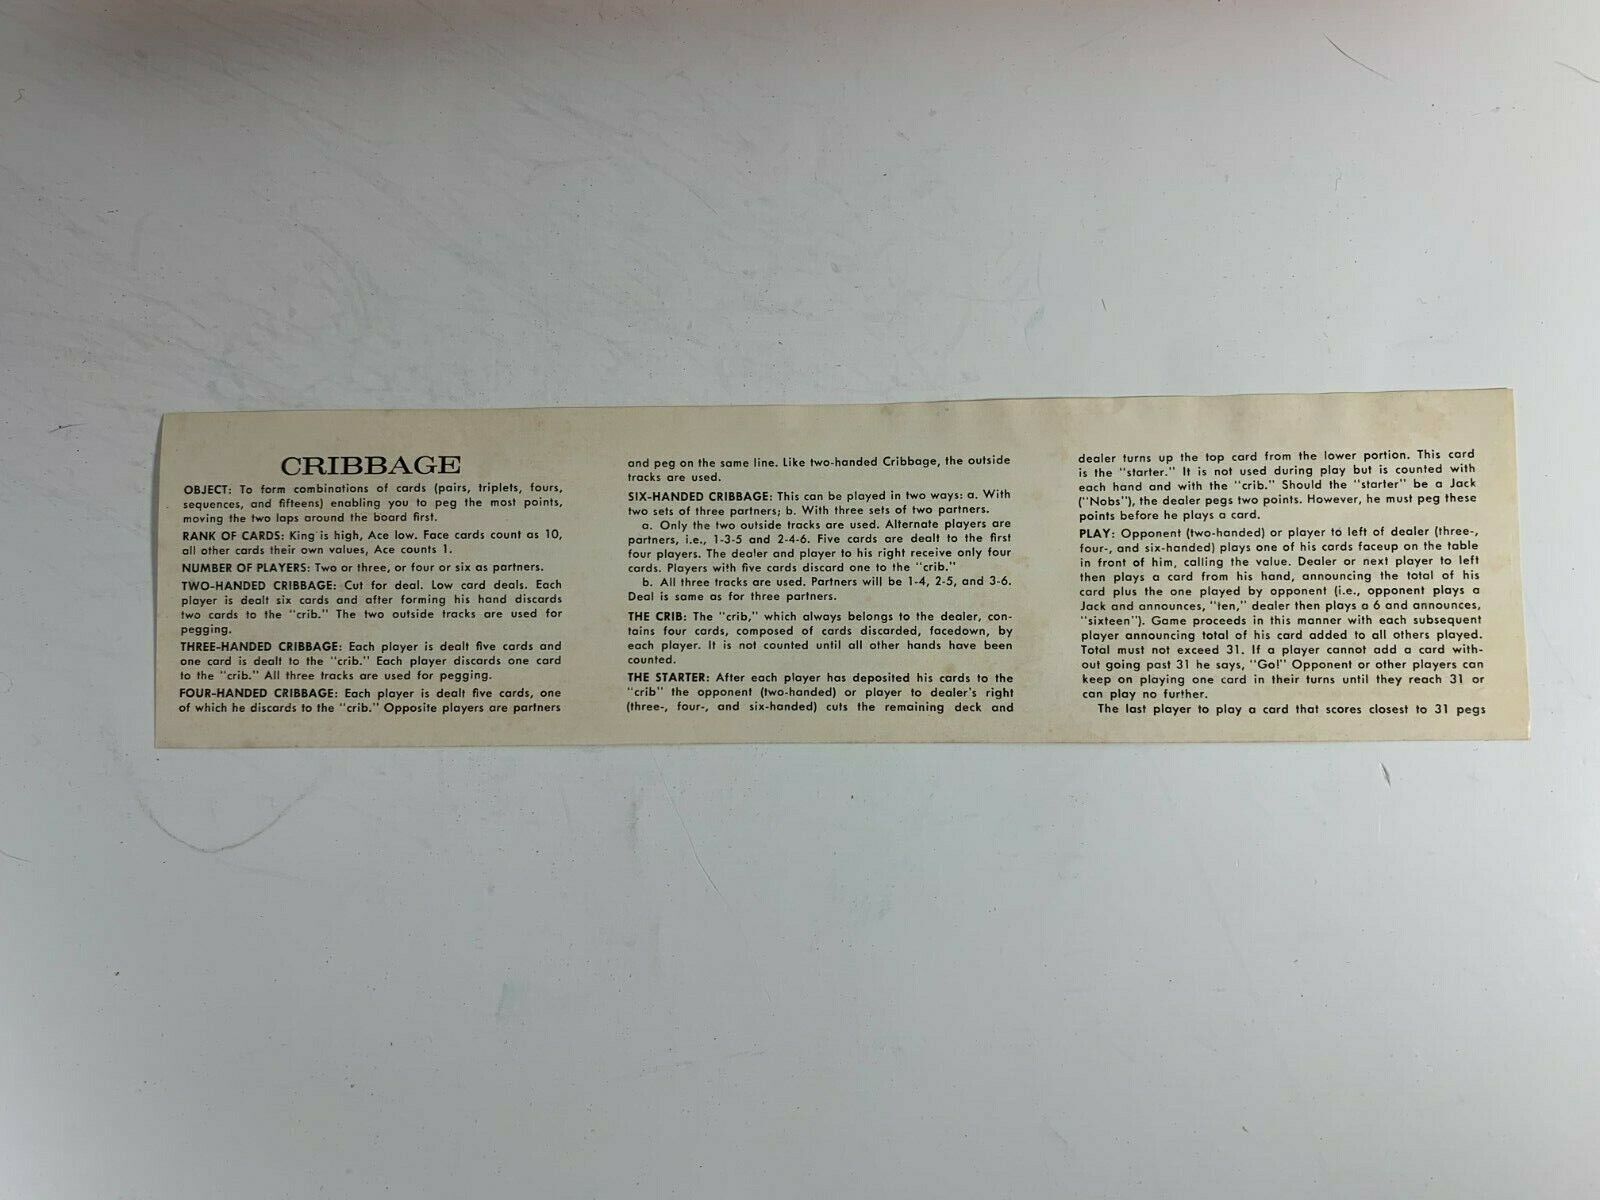 CRIBBAGE
OBJECT: To form combinations of cards (pairs, triplets, fours,
sequences, and fifteens) enabling you to peg the most points,
moving the two laps around the board first.
RANK OF CARDS: King is high, Ace low. Face cards count as 10,
all other cards their own values, Ace counts 1.
NUMBER OF PLAYERS: Two or three, or four or six as partners.
TWO-HANDED CRIBBAGE: Cut for deal. Low card deals. Each
player is dealt six cards and after forming his hand discards
two cards to the "crib." The two outside tracks are used for
pegging.
THREE-HANDED CRIBBAGE: Each player is dealt five cards and
one card is dealt to the "crib." Each player discards one card
to the "crib." All three tracks are used for pegging.
FOUR-HANDED CRIBBAGE: Each player is dealt five cards, one
of which he discards to the "crib." Opposite players are partners
and peg on the same line. Like two-handed Cribbage, the outside
tracks are used.
SIX-HANDED CRIBBAGE: This can be played in two ways: a. With
two sets of three partners; b. With three sets of two partners.
a. Only the two outside tracks are used. Alternate players are
partners, i.e., 1-3-5 and 2-4-6. Five cards are dealt to the first
four players. The dealer and player to his right receive only four
cards. Players with five cards discard one to the "crib."
b. All three tracks are used. Partners will be 1-4, 2-5, and 3-6.
Deal is same as for three partners.
THE CRIB: The "crib," which always belongs to the dealer, con-
tains four cards, composed of cards discarded, facedown, by
each player. It is not counted until all other hands have been
counted.
THE STARTER: After each player has deposited his cards to the
"crib" the opponent (two-handed) or player to dealer's right
(three-, four-, and six-handed) cuts the remaining deck and
dealer turns up the top card from the lower portion. This card
is the "starter." It is not used during play but is counted with
each hand and with the "crib." Should the "starter" be a Jack
("Nobs"), the dealer pegs two points. However, he must peg these
points before he plays a card.
PLAY: Opponent (two-handed) or player to left of dealer (three-,
four-, and six-handed) plays one of his cards faceup on the table
in front of him, calling the value. Dealer or next player to left
then plays a card from his hand, announcing the total of his
card plus the one played by opponent (i.e., opponent plays a
Jack and announces, "ten," dealer then plays a 6 and announces,
"sixteen"). Game proceeds in this manner with each subsequent
player announcing total of his card added to all others played.
Total must not exceed 31. If a player cannot add a card with-
out going past 31 he says, "Go!" Opponent or other players can
keep on playing one card in their turns until they reach 31 or
can play no further.
The last player to play a card that scores closest to 31 pegs